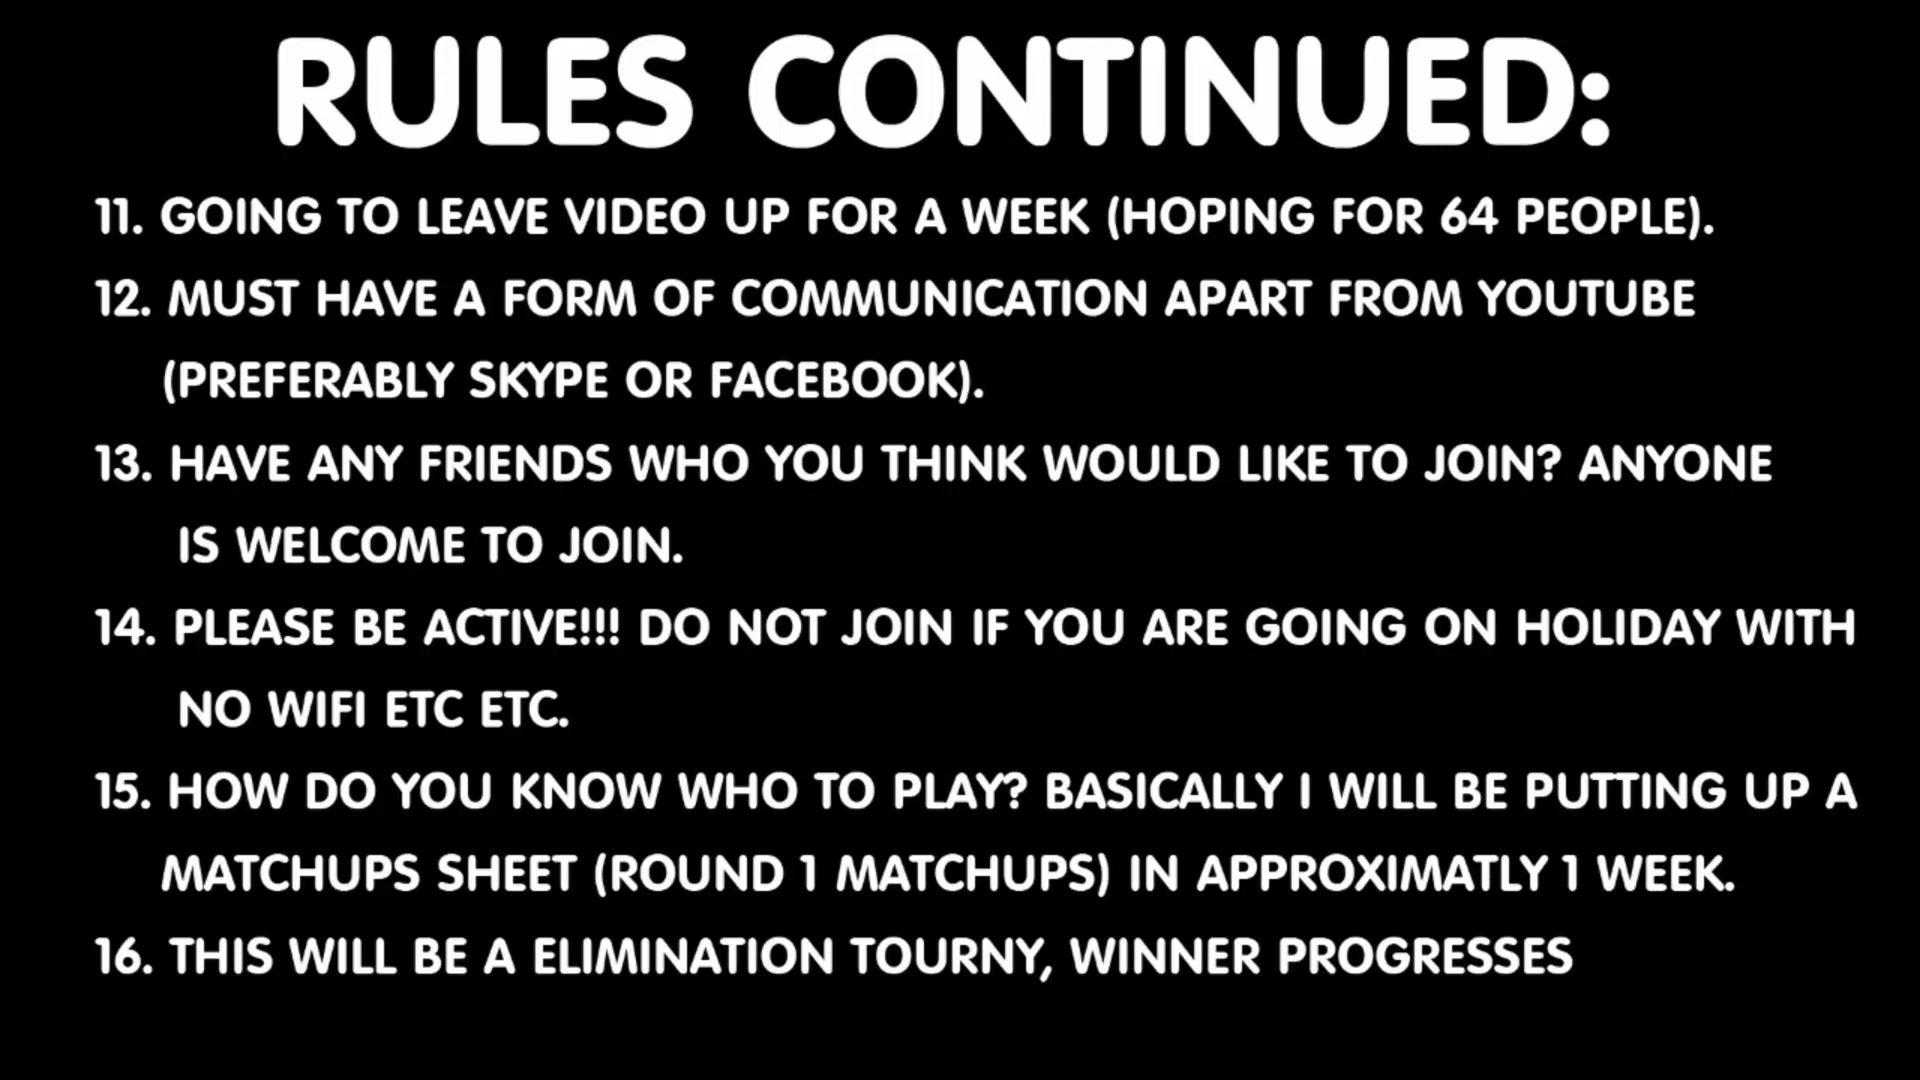 RULES CONTINUED:
11. GOING TO LEAVE VIDEO UP FOR A WEEK (HOPING FOR 64 PEOPLE).
12. MUST HAVE A FORM OF COMMUNICATION APART FROM YOUTUBE
(PREFERABLY SKYPE OR FACEBOOK).
13. HAVE ANY FRIENDS WHO YOU THINK WOULD LIKE TO JOIN? ANYONE
IS WELCOME TO JOIN.
14. PLEASE BE ACTIVE!!! DO NOT JOIN IF YOU ARE GOING ON HOLIDAY WITH
NO WIFI ETC ETC.
15. HOW DO YOU KNOW WHO TO PLAY? BASICALLY I WILL BE PUTTING UP A
MATCHUPS SHEET (ROUND 1 MATCHUPS) IN APPROXIMATLY 1 WEEK.
16. THIS WILL BE A ELIMINATION TOURNY, WINNER PROGRESSES